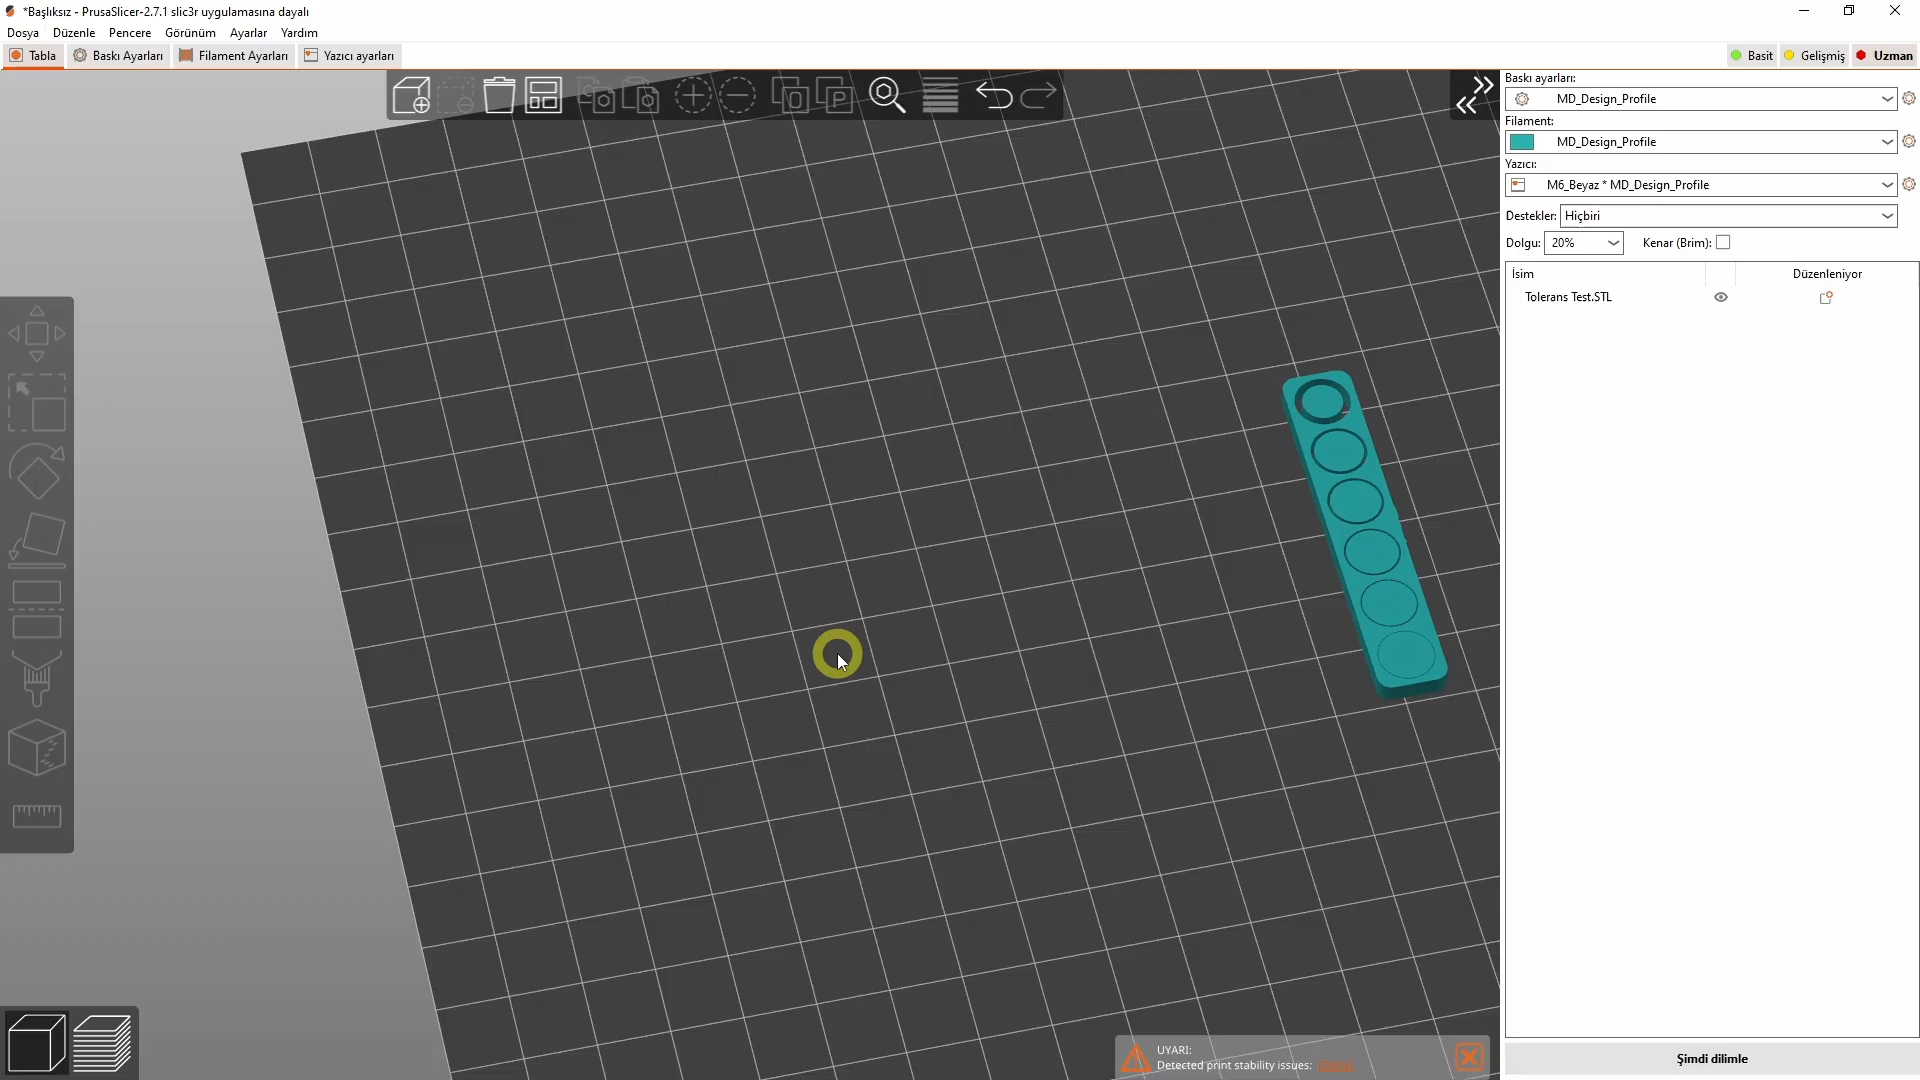 *Başlıksız - PrusaSlicer-2.7.1 slic3r uygulamasına dayalı
Dosya Düzenle Pencere Görünüm Ayarlar Yardım
Tabla Baskı Ayarları Filament Ayarları Yazıcı ayarları Basit Gelişmiş Uzman
Baskı ayarları:
MD_Design_Profile
Filament:
MD_Design_Profile
Yazıcı:
M6_Beyaz * MD_Design_Profile
Destekler: Hiçbiri
Dolgu: 20% Kenar (Brim):
İsim Düzenleniyor
Tolerans Test.STL
UYARI:
Detected print stability issues:
Şimdi dilimle